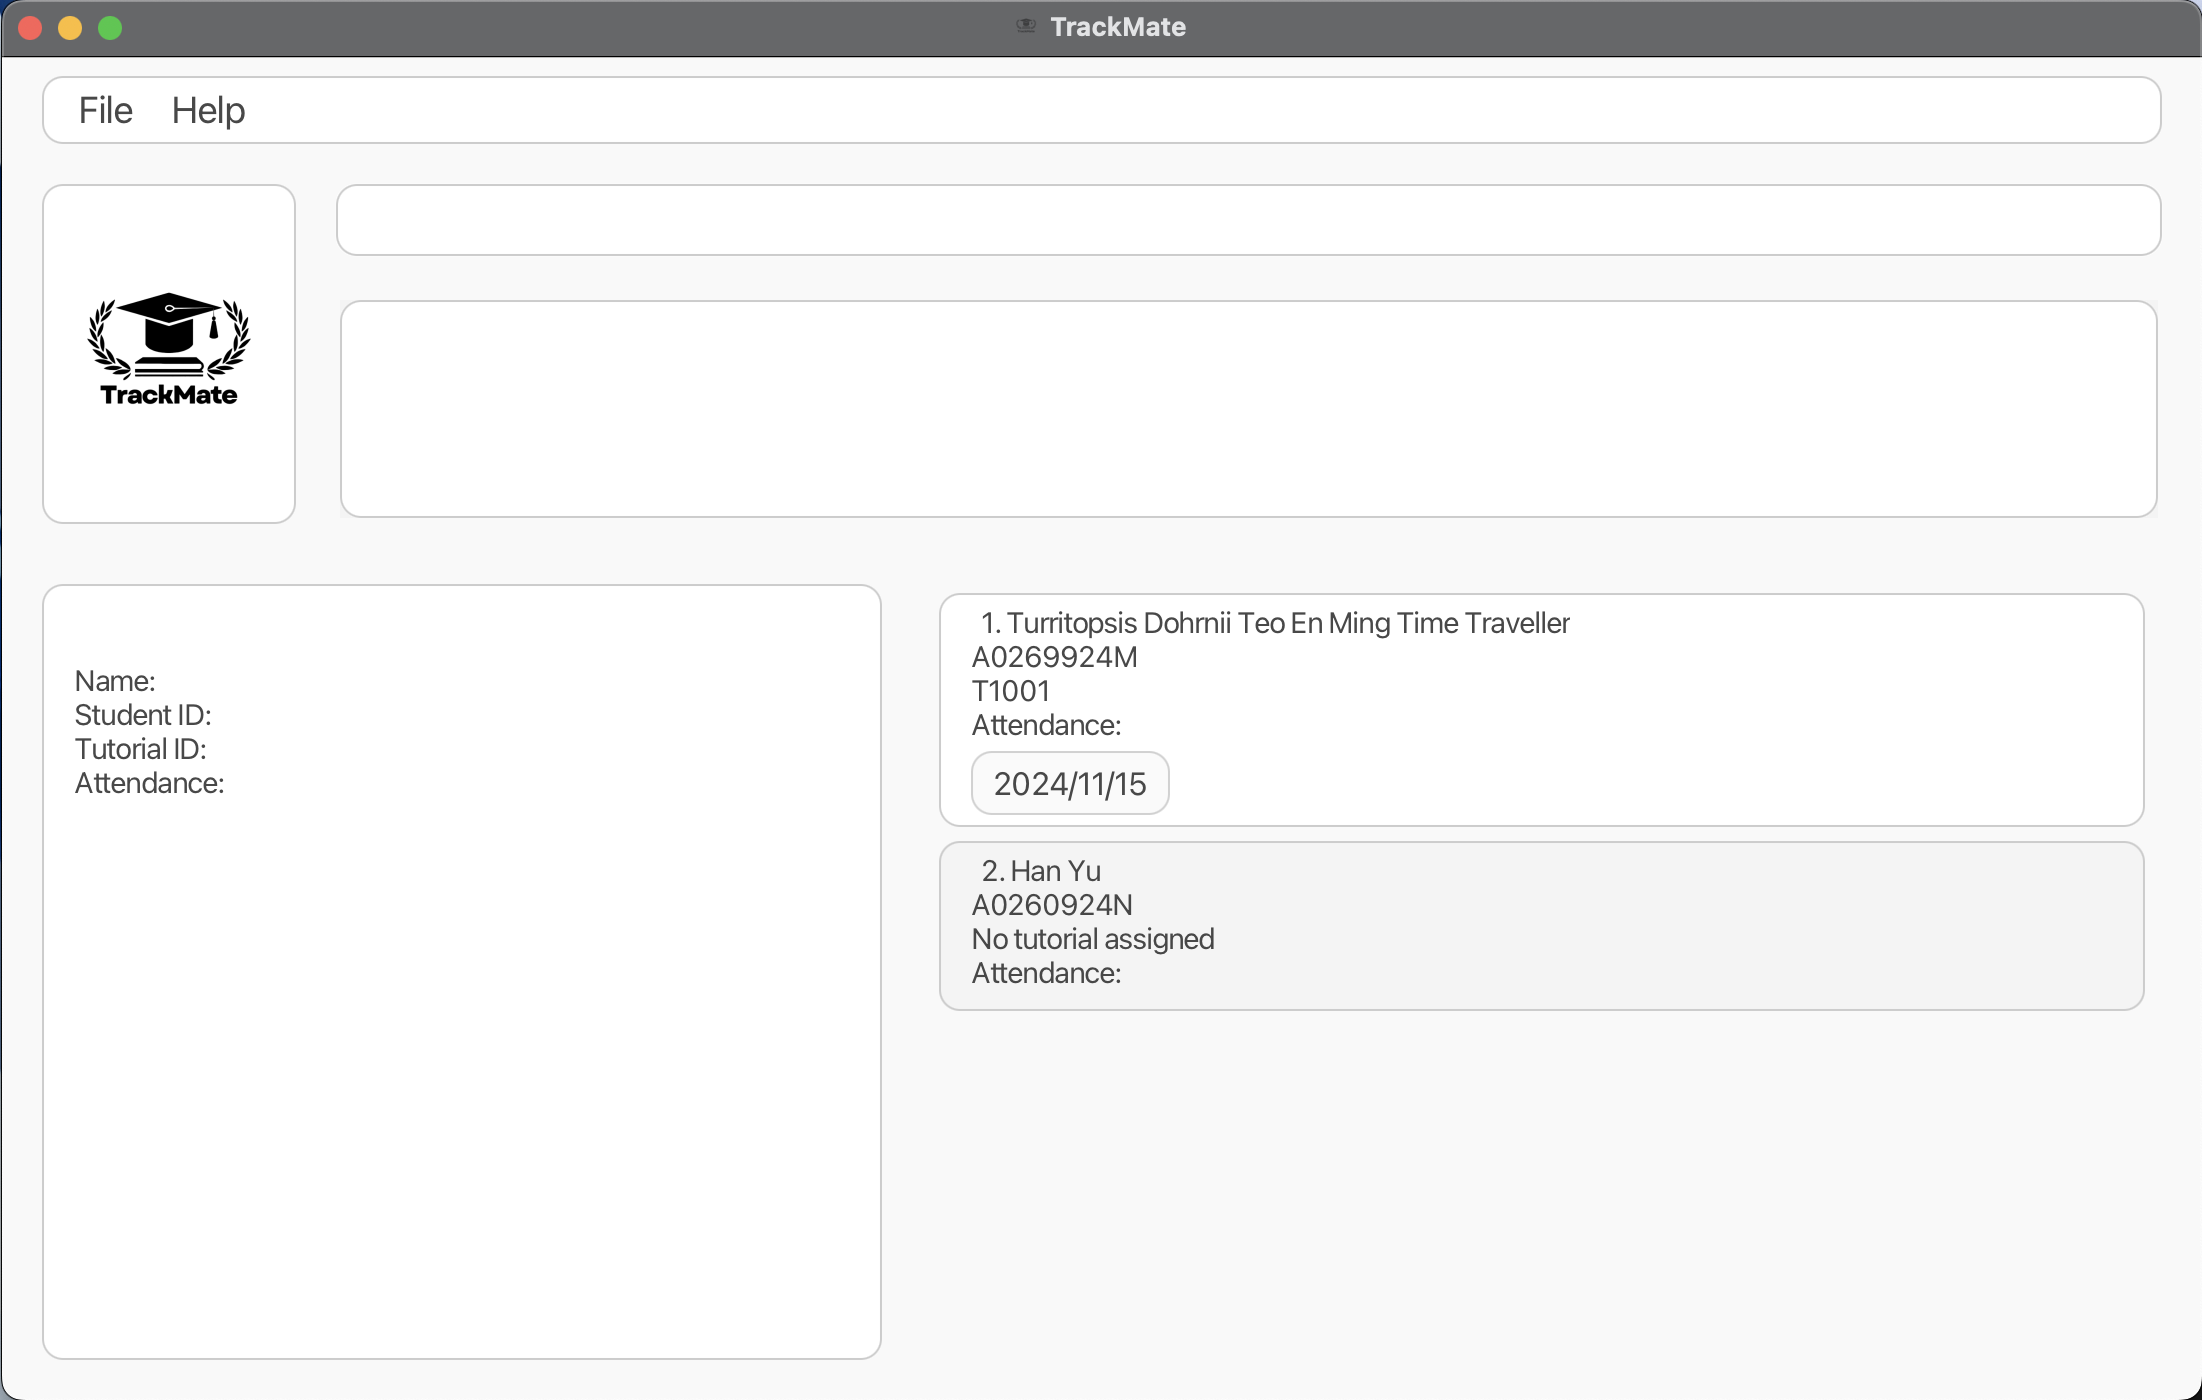 TrackMate
File Help
TrackMate
Name:
Student ID:
Tutorial ID:
Attendance:
1. Turritopsis Dohrnii Teo En Ming Time Traveller
A0269924M
T1001
Attendance:
2024/11/15
2. Han Yu
A0260924N
No tutorial assigned
Attendance: